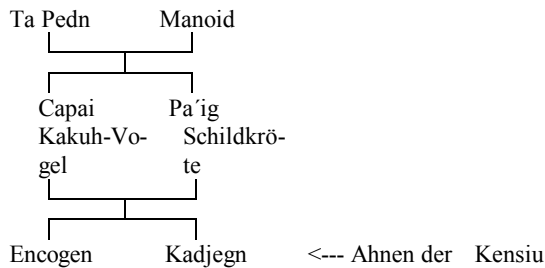 Ta Pedn Manoid
Capai Pa´ig
Kakuh-Vo- Schildkrö-
gel te
Encogen Kadjegn <--- Ahnen der Kensiu